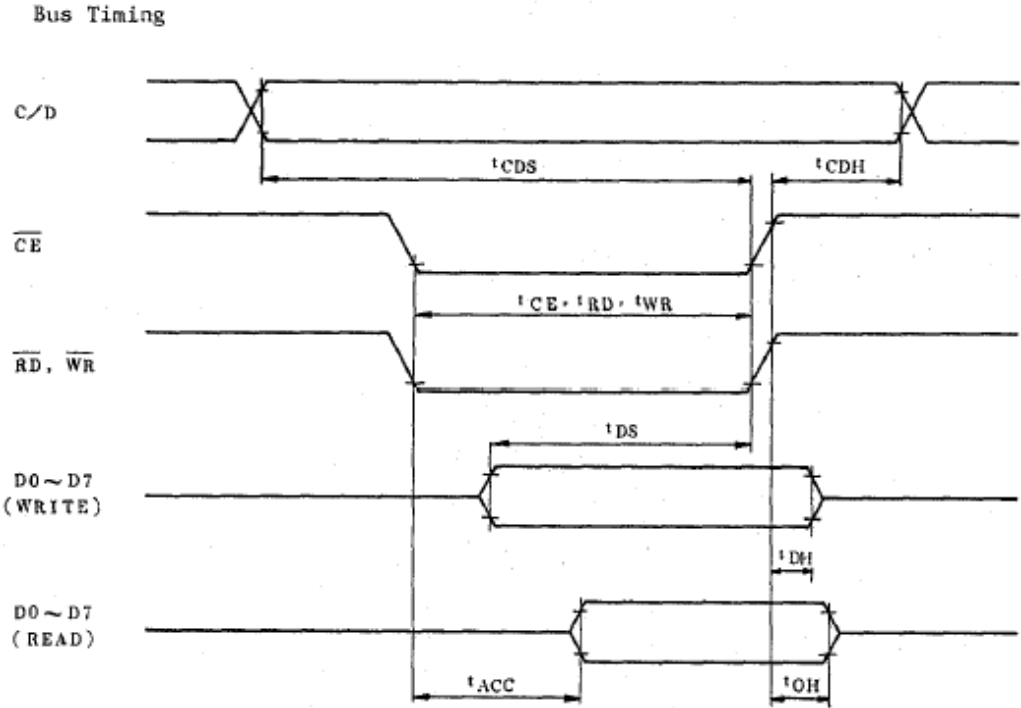 Bus Timing
C/D
tCDS
tCDH
CE
tCE, tRD, tWR
RD, WR
tDS
D0~D7
(WRITE)
tDH
D0~D7
(READ)
tACC
tOH